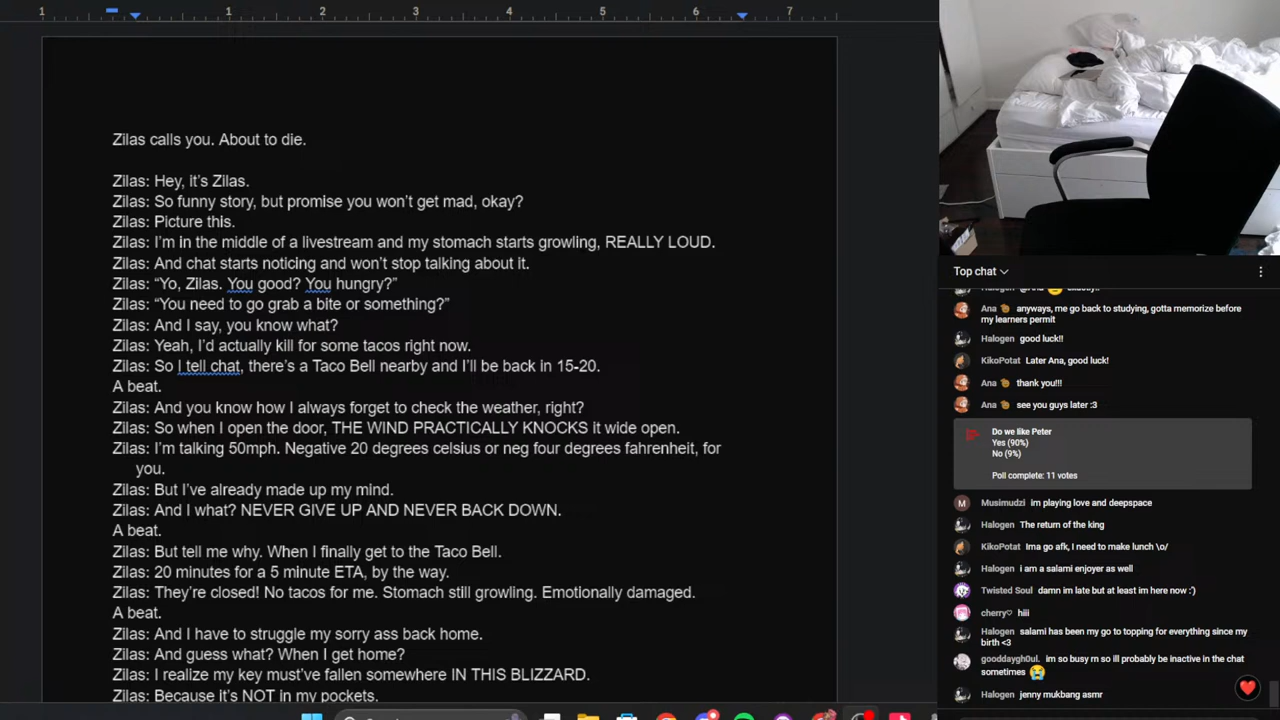 1 1 2 3 4 5 6 7
Zilas calls you. About to die.
Zilas: Hey, it's Zilas.
Zilas: So funny story, but promise you won't get mad, okay?
Zilas: Picture this.
Zilas: I'm in the middle of a livestream and my stomach starts growling, REALLY LOUD.
Zilas: And chat starts noticing and won't stop talking about it.
Zilas: “Yo, Zilas. You good? You hungry?”
Zilas: “You need to go grab a bite or something?”
Zilas: And I say, you know what?
Zilas: Yeah, I'd actually kill for some tacos right now.
Zilas: So I tell chat, there's a Taco Bell nearby and I'll be back in 15-20.
A beat.
Zilas: And you know how I always forget to check the weather, right?
Zilas: So when I open the door, THE WIND PRACTICALLY KNOCKS it wide open.
Zilas: I'm talking 50mph. Negative 20 degrees celsius or neg four degrees fahrenheit, for
you.
Zilas: But I've already made up my mind.
Zilas: And I what? NEVER GIVE UP AND NEVER BACK DOWN.
A beat.
Zilas: But tell me why. When I finally get to the Taco Bell.
Zilas: 20 minutes for a 5 minute ETA, by the way.
Zilas: They're closed! No tacos for me. Stomach still growling. Emotionally damaged.
A beat.
Zilas: And I have to struggle my sorry ass back home.
Zilas: And guess what? When I get home?
Zilas: I realize my key must've fallen somewhere IN THIS BLIZZARD.
Zilas: Because it's NOT in my pockets.
Top chat
Halogen
Ana anyways, me go back to studying, gotta memorize before
my learners permit
Halogen good luck!!
KikoPotat Later Ana, good luck!
Ana thank you!!!
Ana see you guys later :3
Do we like Peter
Yes (90%)
No (9%)
Poll complete: 11 votes
M Musimudzi im playing love and deepspace
Halogen The return of the king
KikoPotat Ima go afk, I need to make lunch \o/
Halogen i am a salami enjoyer as well
Twisted Soul damn im late but at least im here now :')
cherry♡ hiii
Halogen salami has been my go to topping for everything since my
birth <3
gooddaygh0ul. im so busy rn so ill probably be inactive in the chat
sometimes 😭
Halogen jenny mukbang asmr